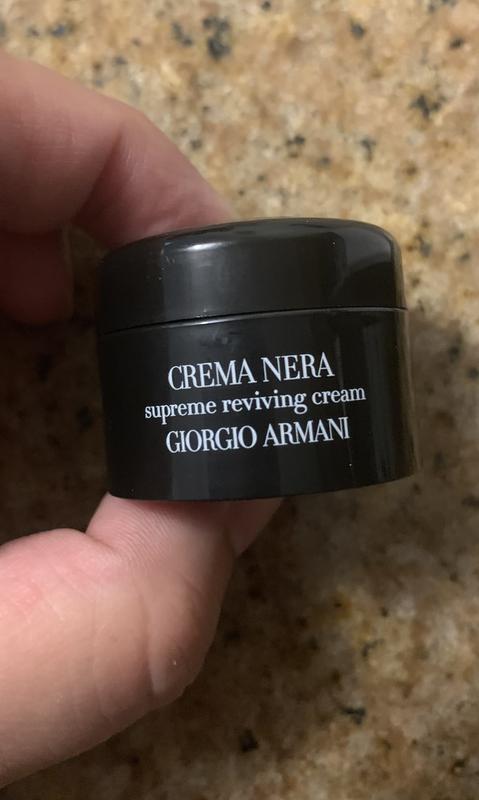 CREMA NERA
supreme reviving cream
GIORGIO ARMANI